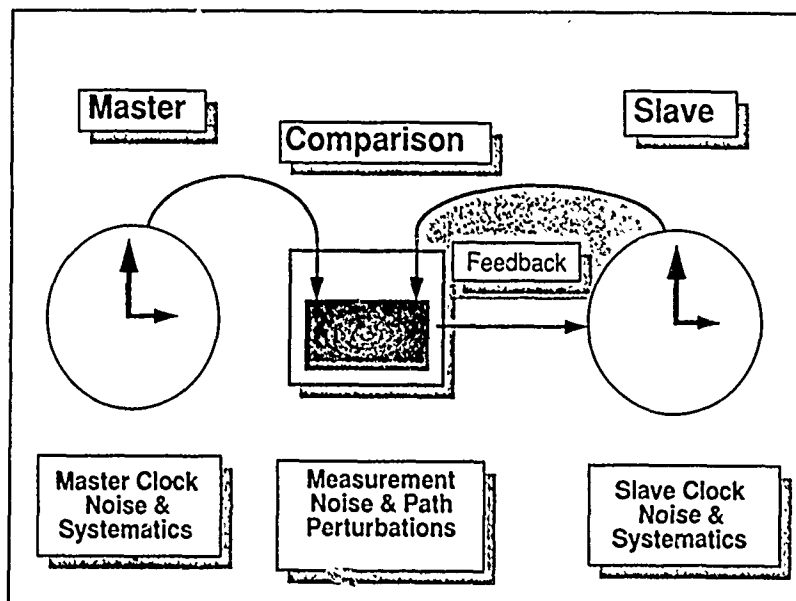 Master
Slave
Comparison
Feedback
Master Clock
Noise &
Systematics
Measurement
Noise & Path
Perturbations
Slave Clock
Noise &
Systematics